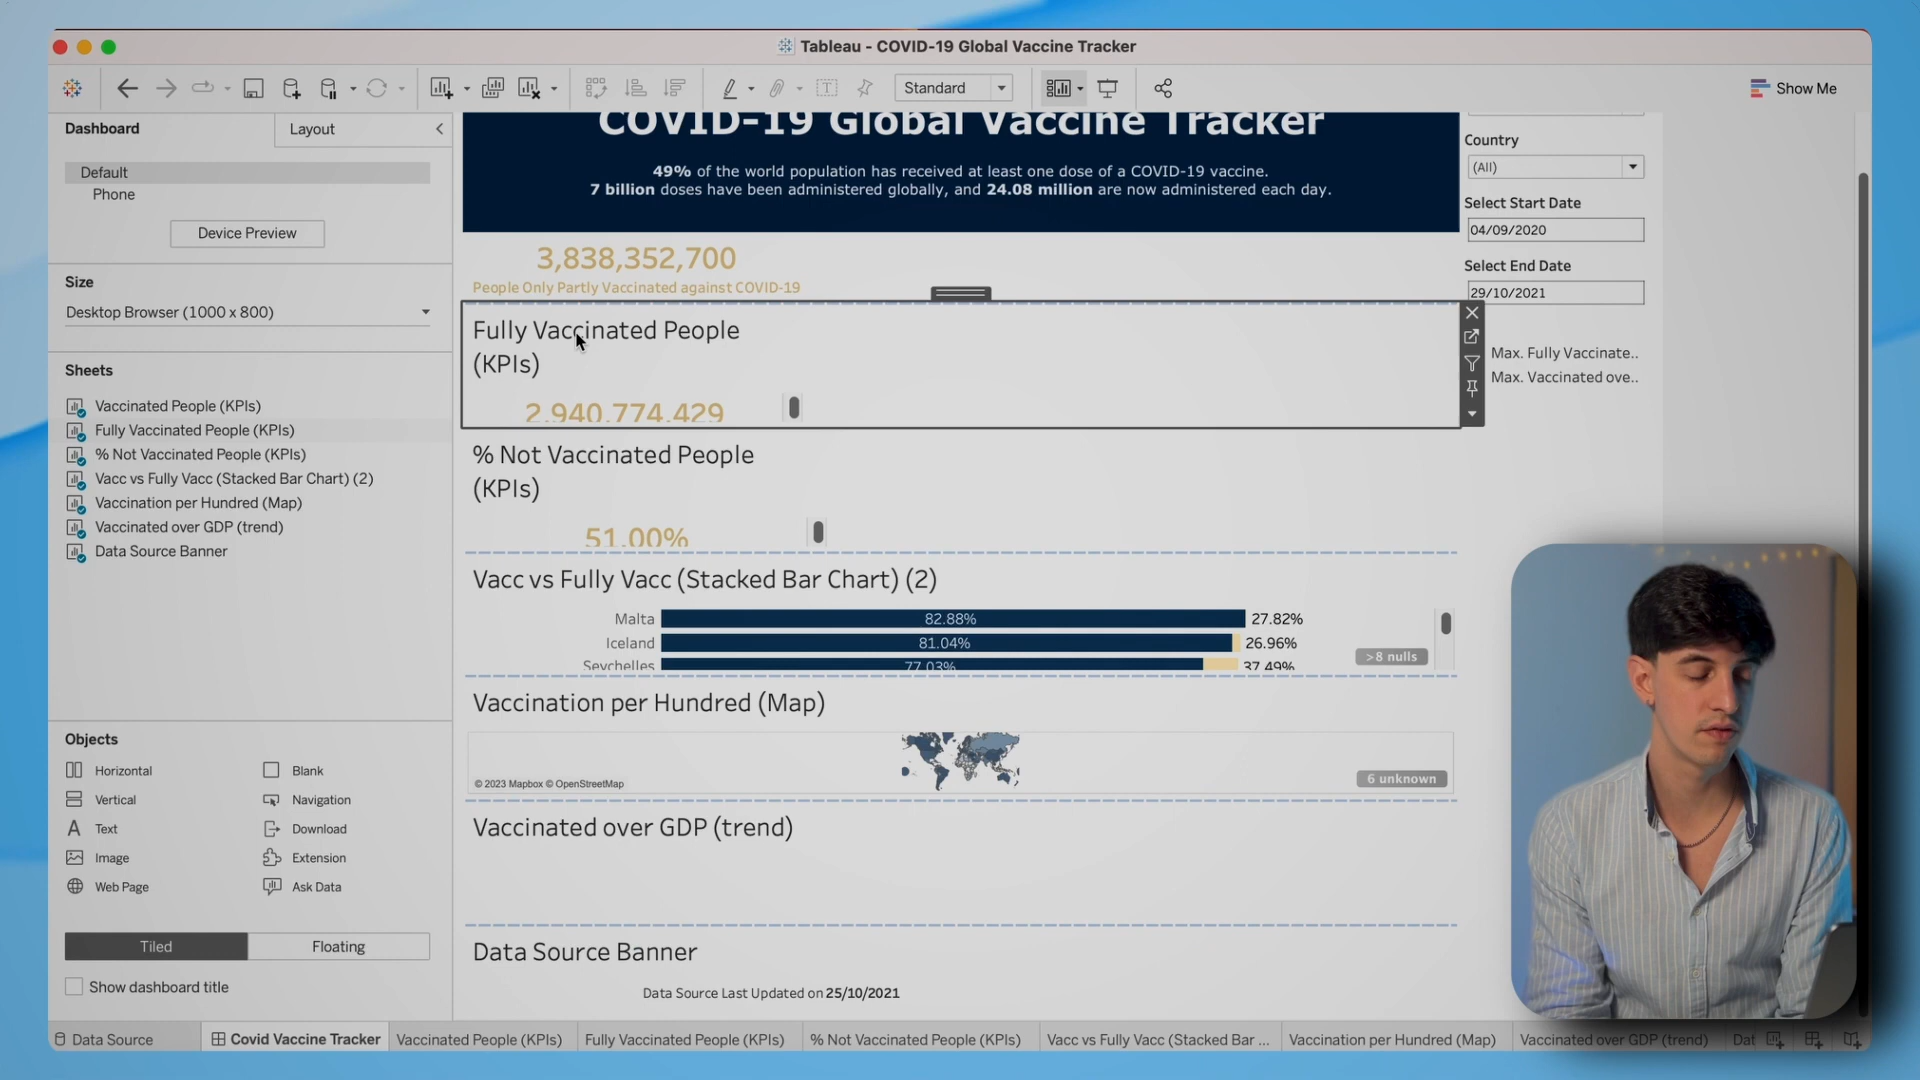 Tableau - COVID-19 Global Vaccine Tracker
Standard
Show Me
Dashboard
Layout
Default
Phone
Device Preview
Size
Desktop Browser (1000 x 800)
Sheets
Vaccinated People (KPIs)
Fully Vaccinated People (KPIs)
% Not Vaccinated People (KPIs)
Vacc vs Fully Vacc (Stacked Bar Chart) (2)
Vaccination per Hundred (Map)
Vaccinated over GDP (trend)
Data Source Banner
Objects
Horizontal
Blank
Vertical
Navigation
Text
Download
Image
Extension
Web Page
Ask Data
Tiled
Floating
Show dashboard title
COVID-19 Global Vaccine Tracker
49% of the world population has received at least one dose of a COVID-19 vaccine.
7 billion doses have been administered globally, and 24.08 million are now administered each day.
3,838,352,700
People Only Partly Vaccinated against COVID-19
Fully Vaccinated People
(KPIs)
2,940,774,429
% Not Vaccinated People
(KPIs)
51.00%
Vacc vs Fully Vacc (Stacked Bar Chart) (2)
Malta 82.88% 27.82%
Iceland 81.04% 26.96%
Seychelles 77.03% 37.49%
>8 nulls
Vaccination per Hundred (Map)
© 2023 Mapbox © OpenStreetMap
6 unknown
Vaccinated over GDP (trend)
Data Source Banner
Data Source Last Updated on 25/10/2021
Country
(All)
Select Start Date
04/09/2020
Select End Date
29/10/2021
Max. Fully Vaccinate..
Max. Vaccinated ove..
Data Source
Covid Vaccine Tracker
Vaccinated People (KPIs)
Fully Vaccinated People (KPIs)
% Not Vaccinated People (KPIs)
Vacc vs Fully Vacc (Stacked Bar ...
Vaccination per Hundred (Map)
Vaccinated over GDP (trend)
Dat